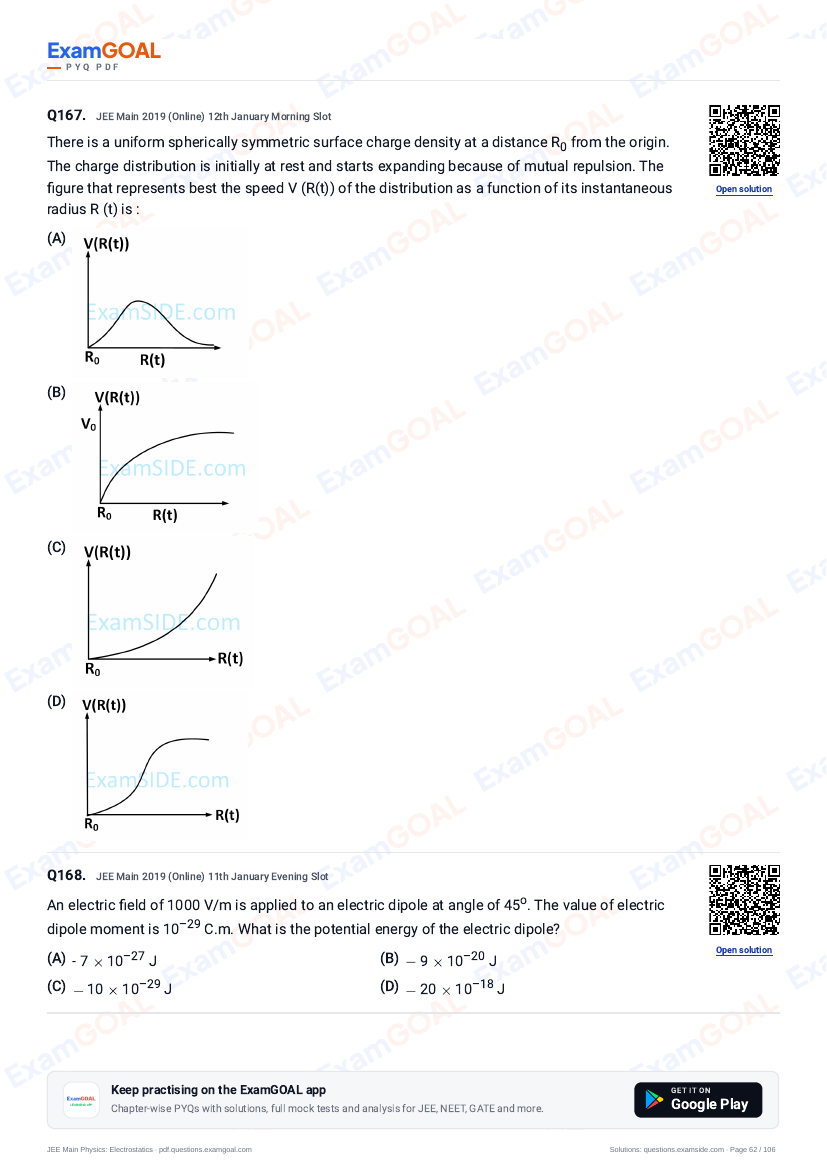 ExamGOAL
PYQ PDF
Q167. JEE Main 2019 (Online) 12th January Morning Slot
There is a uniform spherically symmetric surface charge density at a distance R₀ from the origin.
The charge distribution is initially at rest and starts expanding because of mutual repulsion. The
figure that represents best the speed V (R(t)) of the distribution as a function of its instantaneous
radius R (t) is :
Open solution
(A)
V(R(t))
ExamSIDE.com
R₀ R(t)
(B)
V(R(t))
V₀
ExamSIDE.com
R₀ R(t)
(C)
V(R(t))
ExamSIDE.com
R(t)
R₀
(D)
V(R(t))
ExamSIDE.com
R(t)
R₀
Q168. JEE Main 2019 (Online) 11th January Evening Slot
An electric field of 1000 V/m is applied to an electric dipole at angle of 45°. The value of electric
dipole moment is 10⁻²⁹ C.m. What is the potential energy of the electric dipole?
(A) - 7 × 10⁻²⁷ J (B) − 9 × 10⁻²⁰ J
(C) − 10 × 10⁻²⁹ J (D) − 20 × 10⁻¹⁸ J
Open solution
Keep practising on the ExamGOAL app
Chapter-wise PYQs with solutions, full mock tests and analysis for JEE, NEET, GATE and more.
GET IT ON
Google Play
JEE Main Physics: Electrostatics · pdf.questions.examgoal.com Solutions: questions.examside.com · Page 62 / 106